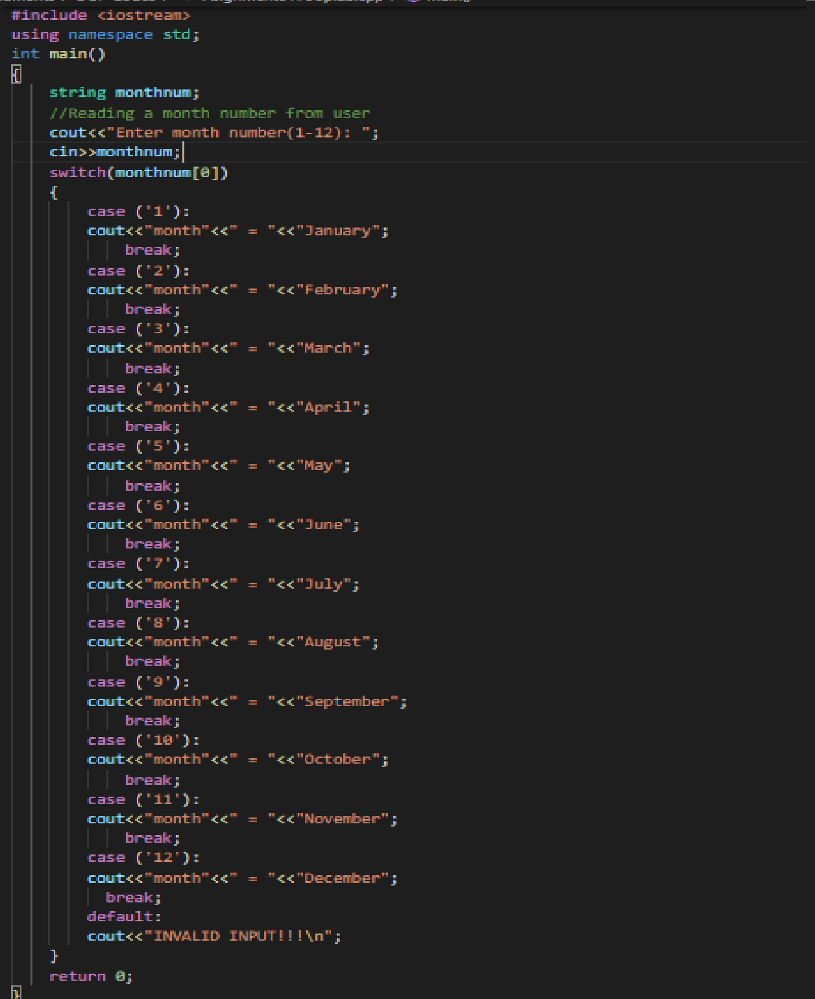 #include <iostream>
using namespace std;
int main()
{
string monthnum;
//Reading a month number from user
cout<<"Enter month number(1-12): ";
cin>>monthnum;
switch(monthnum[0])
{
case ('1'):
cout<<"month"<<" = "<<"January";
break;
case ('2'):
cout<<"month"<<" = "<<"February";
break;
case ('3'):
cout<<"month"<<" = "<<"March";
break;
case ('4'):
cout<<"month"<<" = "<<"April";
break;
case ('5'):
cout<<"month"<<" = "<<"May";
break;
case ('6'):
cout<<"month"<<" = "<<"June";
break;
case ('7'):
cout<<"month"<<" = "<<"July";
break;
case ('8'):
cout<<"month"<<" = "<<"August";
break;
case ('9'):
cout<<"month"<<" = "<<"September";
break;
case ('10'):
cout<<"month"<<" = "<<"October";
break;
case ('11'):
cout<<"month"<<" = "<<"November";
break;
case ('12'):
cout<<"month"<<" = "<<"December";
break;
default:
cout<<"INVALID INPUT!!!\n";
}
return 0;
}